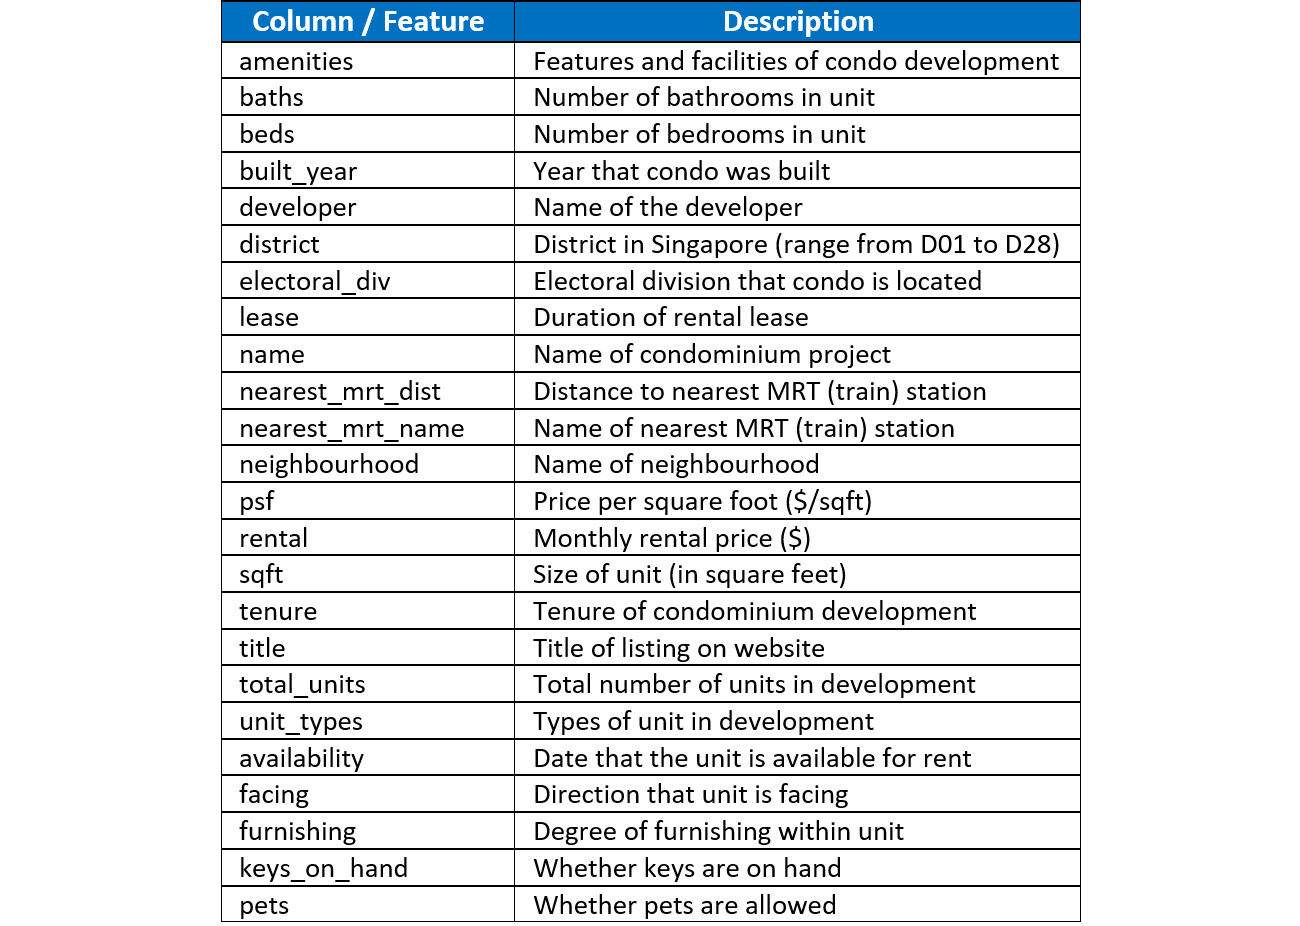 Column / Feature Description
amenities Features and facilities of condo development
baths Number of bathrooms in unit
beds Number of bedrooms in unit
built_year Year that condo was built
developer Name of the developer
district District in Singapore (range from D01 to D28)
electoral_div Electoral division that condo is located
lease Duration of rental lease
name Name of condominium project
nearest_mrt_dist Distance to nearest MRT (train) station
nearest_mrt_name Name of nearest MRT (train) station
neighbourhood Name of neighbourhood
psf Price per square foot ($/sqft)
rental Monthly rental price ($)
sqft Size of unit (in square feet)
tenure Tenure of condominium development
title Title of listing on website
total_units Total number of units in development
unit_types Types of unit in development
availability Date that the unit is available for rent
facing Direction that unit is facing
furnishing Degree of furnishing within unit
keys_on_hand Whether keys are on hand
pets Whether pets are allowed